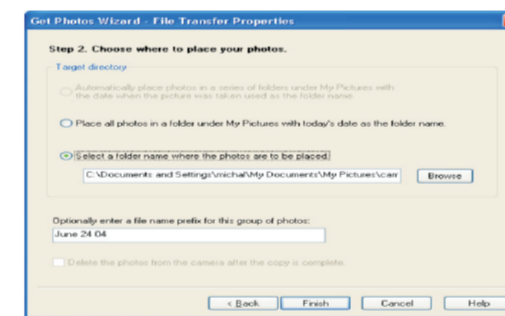 Get Photos Wizard - File Transfer Properties
Step 2. Choose where to place your photos.
Target directory
Automatically place photos in a series of folders under My Pictures with
the date when the picture was taken used as the folder name.
Place all photos in a folder under My Pictures with today's date as the folder name.
Select a folder name where the photos are to be placed.
C:\Documents and Settings\michal\My Documents\My Pictures\cam
Browse
Optionally enter a file name prefix for this group of photos:
June 24 04
Delete the photos from the camera after the copy is complete.
< Back
Finish
Cancel
Help